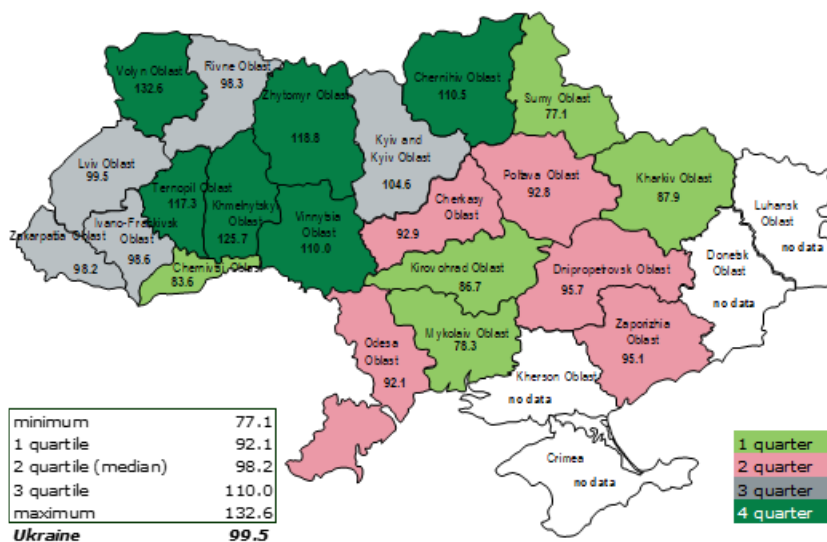 Volyn Oblast
132.6
Rivne Oblast
98.3
Zhytomyr Oblast
118.8
Kyiv and
Kyiv Oblast
104.6
Chernihiv Oblast
110.5
Sumy Oblast
77.1
Lviv Oblast
99.5
Ternopil Oblast
117.3
Khmelnytsky
Oblast
125.7
Vinnybia
Oblast
110.0
Cherkasy
Oblast
92.9
Poltava Oblast
92.8
Kharkiv Oblast
87.9
Luhansk
Oblast
no data
Zakarpattia Oblast
98.2
Ivano-Frankivsk
Oblast
98.6
Chernivtsi Oblast
83.6
Kirovohrad Oblast
86.7
Dnipropetrovsk Oblast
95.7
Donetsk
Oblast
no data
Odesa
Oblast
92.1
Mykolaiv Oblast
78.3
Zaporizhia
Oblast
95.1
Kherson Oblast
no data
Crimea
no data
minimum 77.1
1 quartile 92.1
2 quartile (median) 98.2
3 quartile 110.0
maximum 132.6
Ukraine 99.5
1 quarter
2 quarter
3 quarter
4 quarter